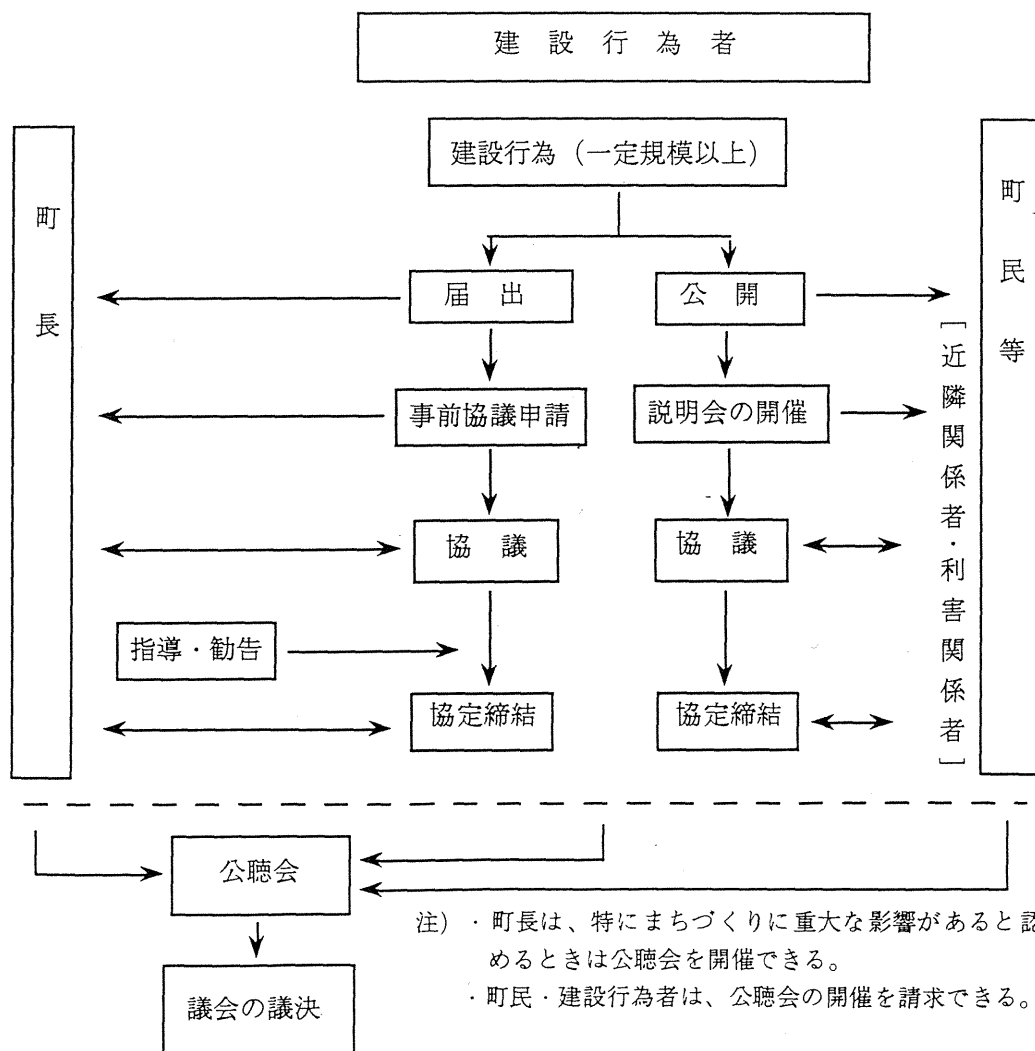 建設行為者
建設行為（一定規模以上）
町長
町民等
届出
公開
［近隣関係者・利害関係者］
事前協議申請
説明会の開催
協議
協議
指導・勧告
協定締結
協定締結
公聴会
議会の議決
注）・町長は、特にまちづくりに重大な影響があると認
めるときは公聴会を開催できる。
・町民・建設行為者は、公聴会の開催を請求できる。